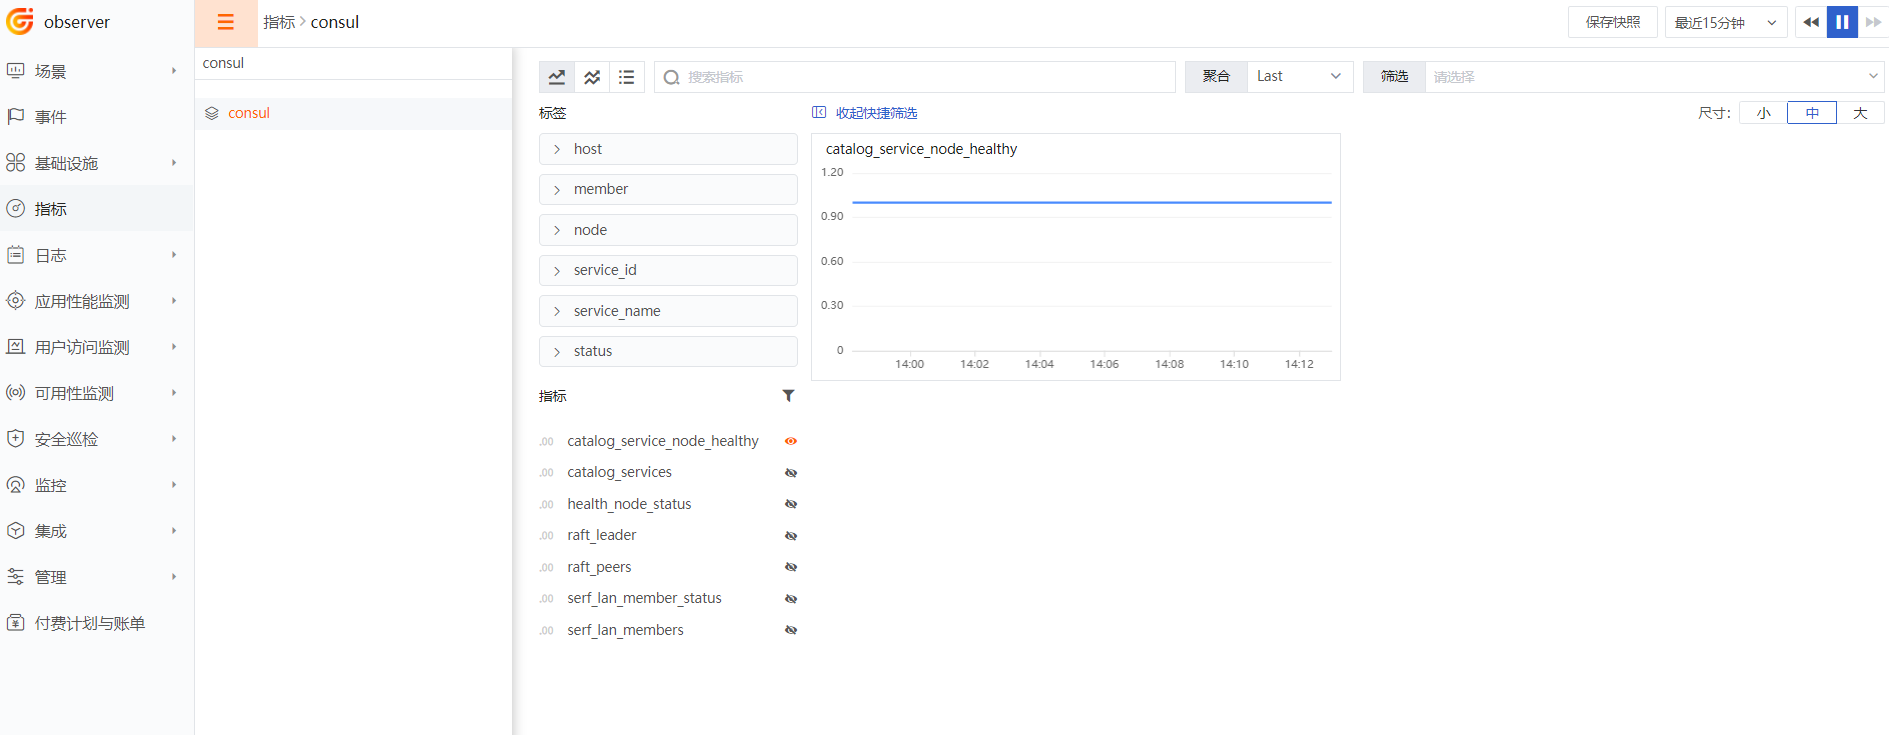 observer
场景
事件
基础设施
指标
日志
应用性能监测
用户访问监测
可用性监测
安全巡检
监控
集成
管理
付费计划与账单
指标 > consul
保存快照
最近15分钟
consul
consul
搜索指标
聚合
Last
筛选
请选择
标签
收起快捷筛选
尺寸:
小
中
大
host
member
node
service_id
service_name
status
指标
.00 catalog_service_node_healthy
.00 catalog_services
.00 health_node_status
.00 raft_leader
.00 raft_peers
.00 serf_lan_member_status
.00 serf_lan_members
catalog_service_node_healthy
1.20
0.90
0.60
0.30
0
14:00 14:02 14:04 14:06 14:08 14:10 14:12